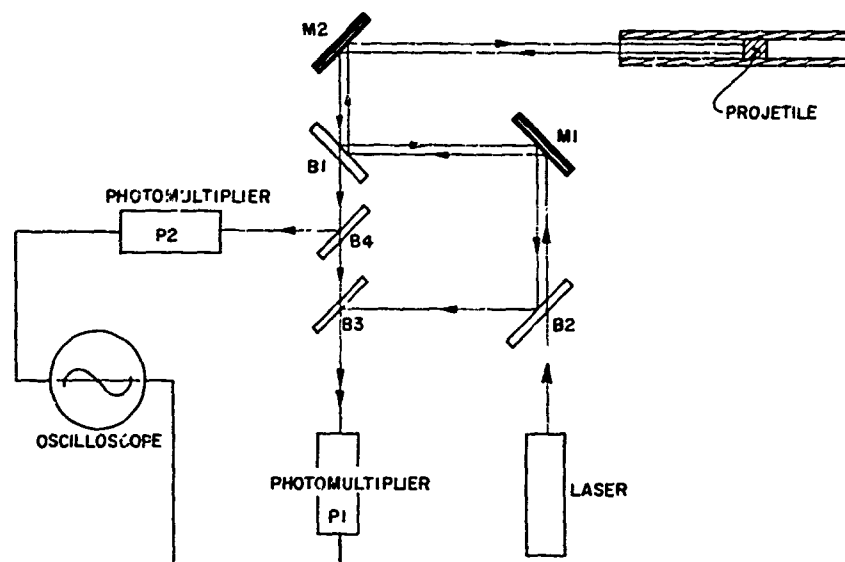 M2
PROJETILE
M1
B1
PHOTOMULTIPLIER
P2
B4
B3
B2
OSCILLOSCOPE
PHOTOMULTIPLIER
P1
LASER